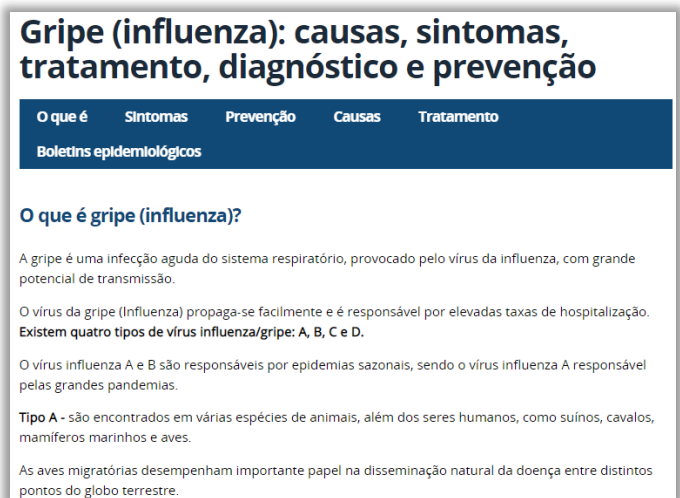 Gripe (influenza): causas, sintomas,
tratamento, diagnóstico e prevenção
O que é Sintomas Prevenção Causas Tratamento
Boletins epidemiológicos
O que é gripe (influenza)?
A gripe é uma infecção aguda do sistema respiratório, provocado pelo vírus da influenza, com grande
potencial de transmissão.
O vírus da gripe (Influenza) propaga-se facilmente e é responsável por elevadas taxas de hospitalização.
Existem quatro tipos de vírus influenza/gripe: A, B, C e D.
O vírus influenza A e B são responsáveis por epidemias sazonais, sendo o vírus influenza A responsável
pelas grandes pandemias.
Tipo A - são encontrados em várias espécies de animais, além dos seres humanos, como suínos, cavalos,
mamíferos marinhos e aves.
As aves migratórias desempenham importante papel na disseminação natural da doença entre distintos
pontos do globo terrestre.